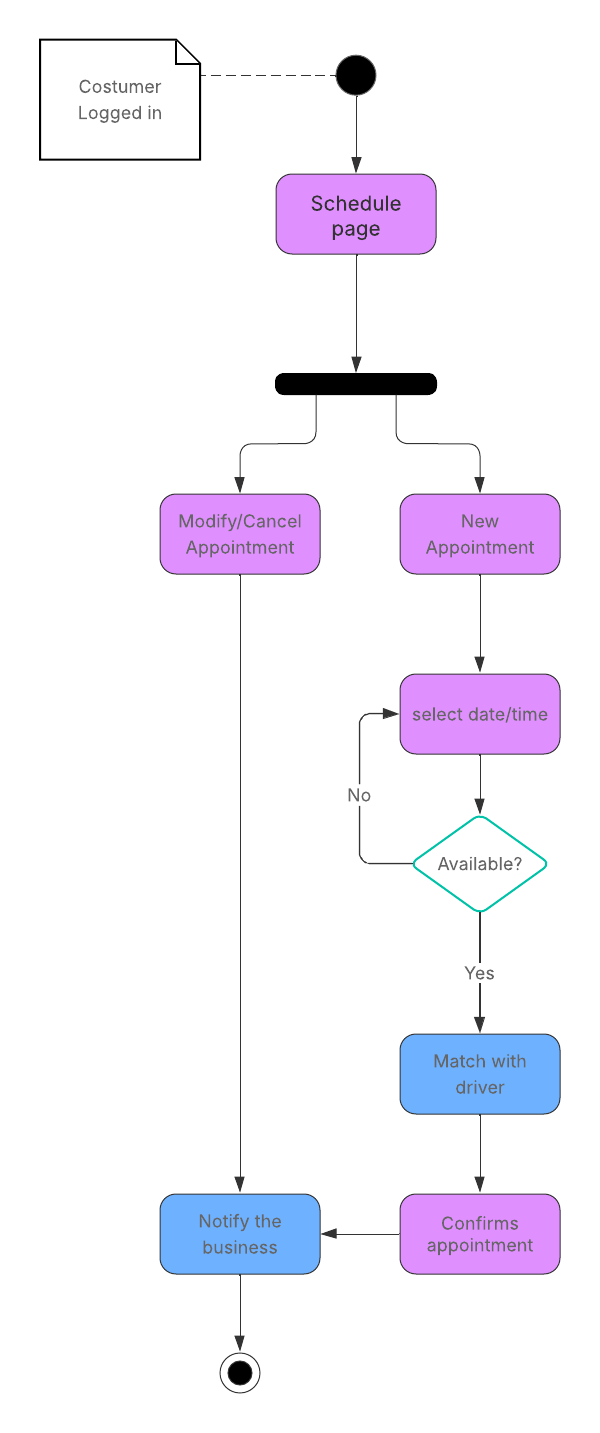 Costumer
Logged in
Schedule
page
Modify/Cancel
Appointment
New
Appointment
select date/time
No
Available?
Yes
Match with
driver
Notify the
business
Confirms
appointment